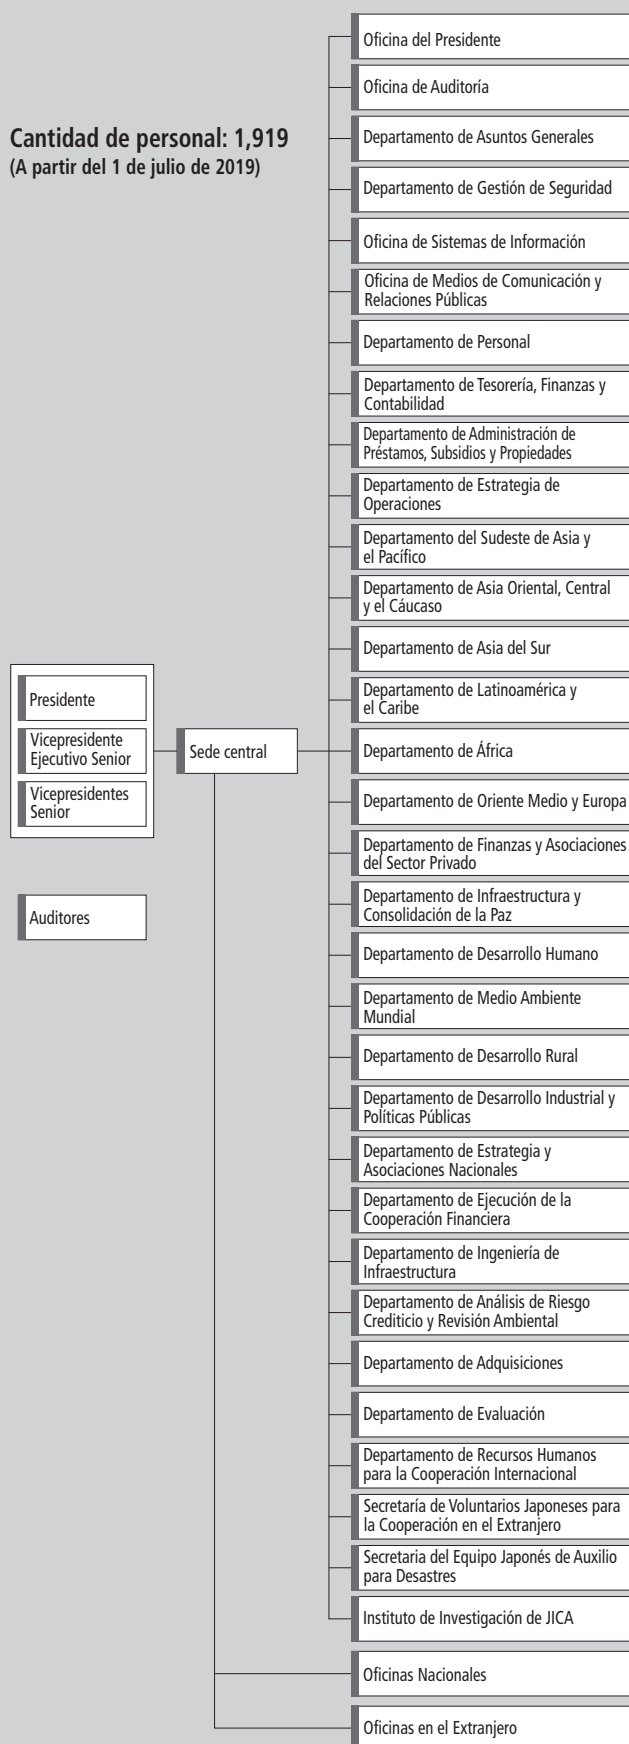 Cantidad de personal: 1,919
(A partir del 1 de julio de 2019)
Presidente
Vicepresidente
Ejecutivo Senior
Vicepresidentes
Senior
Auditores
Sede central
Oficina del Presidente
Oficina de Auditoría
Departamento de Asuntos Generales
Departamento de Gestión de Seguridad
Oficina de Sistemas de Información
Oficina de Medios de Comunicación y
Relaciones Públicas
Departamento de Personal
Departamento de Tesorería, Finanzas y
Contabilidad
Departamento de Administración de
Préstamos, Subsidios y Propiedades
Departamento de Estrategia de
Operaciones
Departamento del Sudeste de Asia y
el Pacífico
Departamento de Asia Oriental, Central
y el Cáucaso
Departamento de Asia del Sur
Departamento de Latinoamérica y
el Caribe
Departamento de África
Departamento de Oriente Medio y Europa
Departamento de Finanzas y Asociaciones
del Sector Privado
Departamento de Infraestructura y
Consolidación de la Paz
Departamento de Desarrollo Humano
Departamento de Medio Ambiente
Mundial
Departamento de Desarrollo Rural
Departamento de Desarrollo Industrial y
Políticas Públicas
Departamento de Estrategia y
Asociaciones Nacionales
Departamento de Ejecución de la
Cooperación Financiera
Departamento de Ingeniería de
Infraestructura
Departamento de Análisis de Riesgo
Crediticio y Revisión Ambiental
Departamento de Adquisiciones
Departamento de Evaluación
Departamento de Recursos Humanos
para la Cooperación Internacional
Secretaría de Voluntarios Japoneses para
la Cooperación en el Extranjero
Secretaria del Equipo Japonés de Auxilio
para Desastres
Instituto de Investigación de JICA
Oficinas Nacionales
Oficinas en el Extranjero